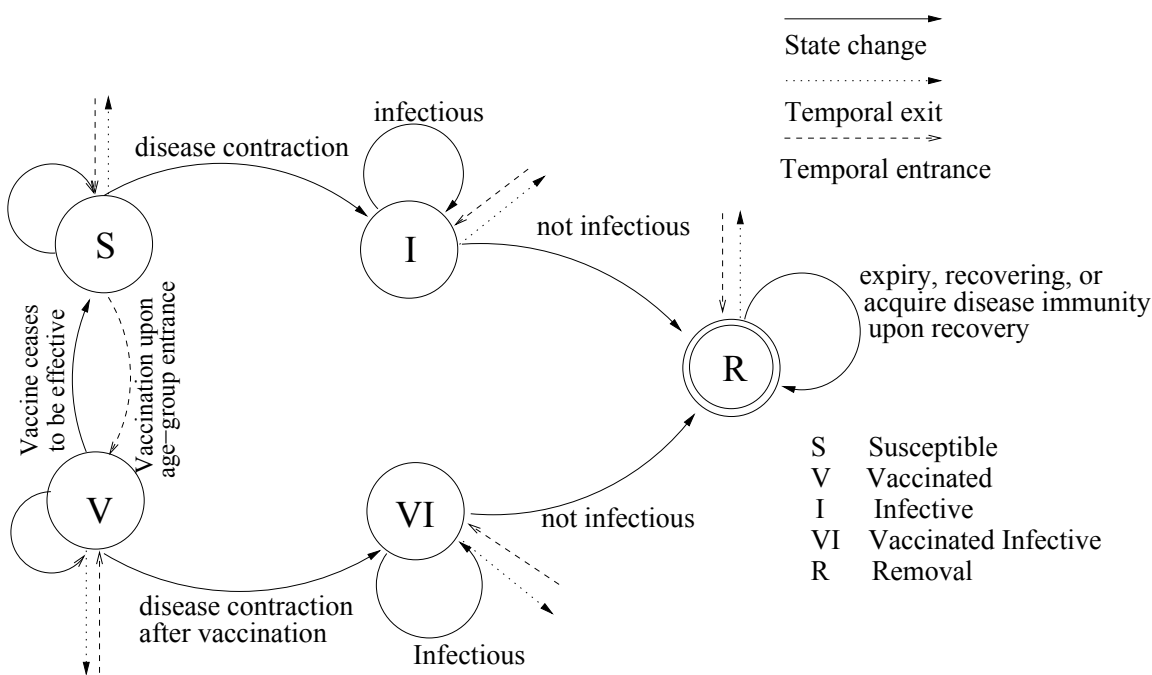 State change
Temporal exit
Temporal entrance
infectious
disease contraction
S
I
not infectious
expiry, recovering, or
acquire disease immunity
upon recovery
R
Vaccine ceases
to be effective
Vaccination upon
age-group entrance
V
VI
not infectious
disease contraction
after vaccination
Infectious
S Susceptible
V Vaccinated
I Infective
VI Vaccinated Infective
R Removal